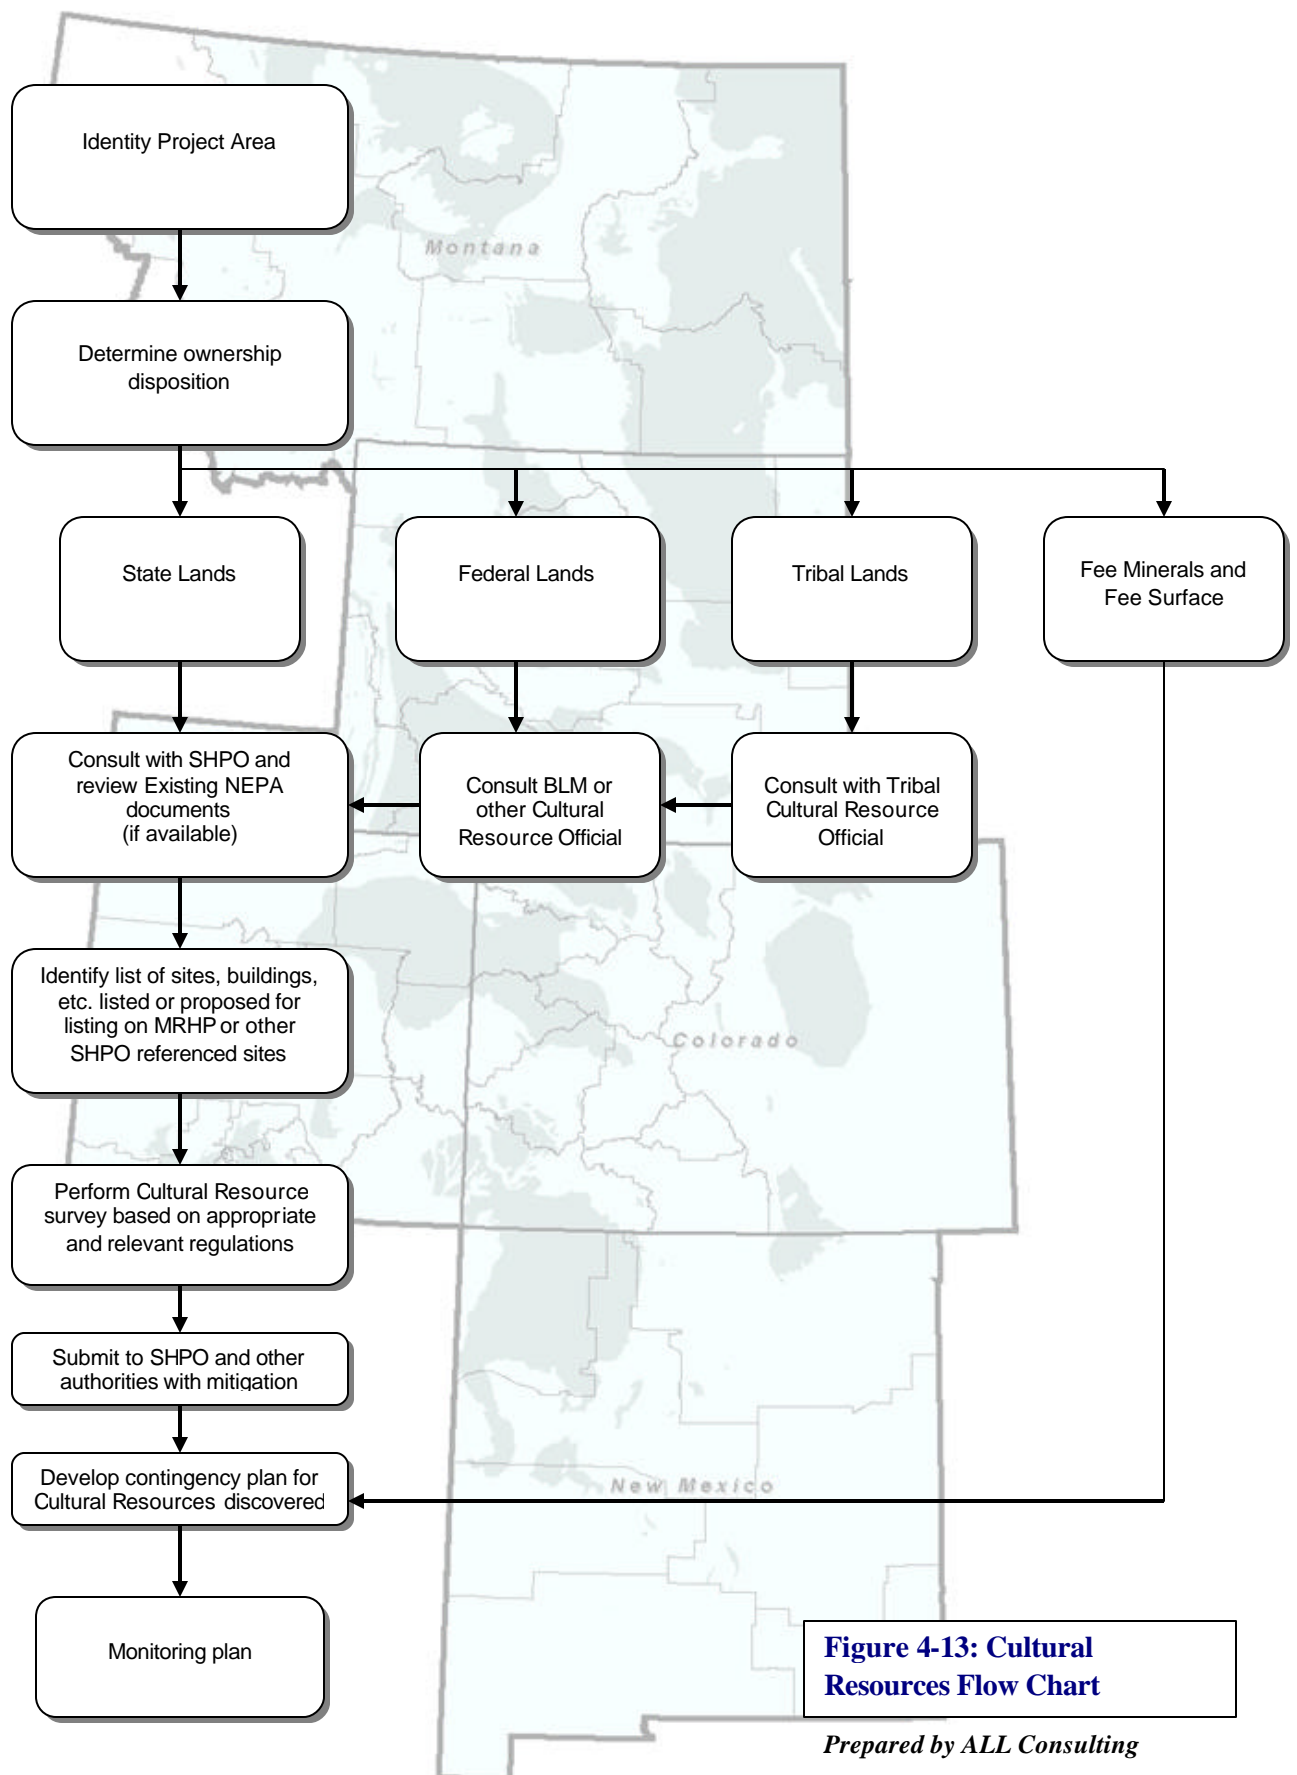 Identity Project Area
Montana
Determine ownership
disposition
State Lands
Federal Lands
Tribal Lands
Fee Minerals and
Fee Surface
Consult with SHPO and
review Existing NEPA
documents
(if available)
Consult BLM or
other Cultural
Resource Official
Consult with Tribal
Cultural Resource
Official
Identify list of sites, buildings,
etc. listed or proposed for
listing on MRHP or other
SHPO referenced sites
Colorado
Perform Cultural Resource
survey based on appropriate
and relevant regulations
Submit to SHPO and other
authorities with mitigation
Develop contingency plan for
Cultural Resources discovered
New Mexico
Monitoring plan
Figure 4-13: Cultural
Resources Flow Chart
Prepared by ALL Consulting